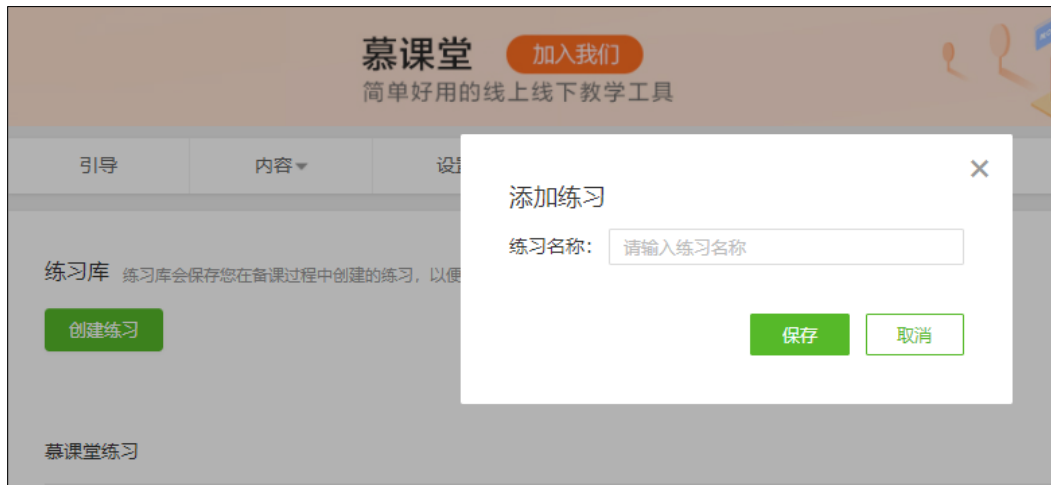 慕课堂 加入我们
简单好用的线上线下教学工具
引导 内容
添加练习
练习名称： 请输入练习名称
练习库 练习库会保存您在备课过程中创建的练习，以便
创建练习
保存 取消
慕课堂练习